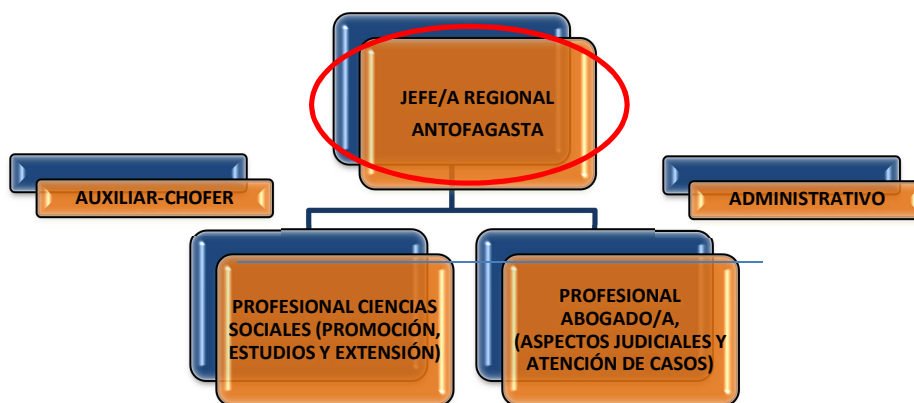 JEFE/A REGIONAL
ANTOFAGASTA
AUXILIAR-CHOFER
ADMINISTRATIVO
PROFESIONAL CIENCIAS
SOCIALES (PROMOCIÓN,
ESTUDIOS Y EXTENSIÓN)
PROFESIONAL
ABOGADO/A,
(ASPECTOS JUDICIALES Y
ATENCIÓN DE CASOS)